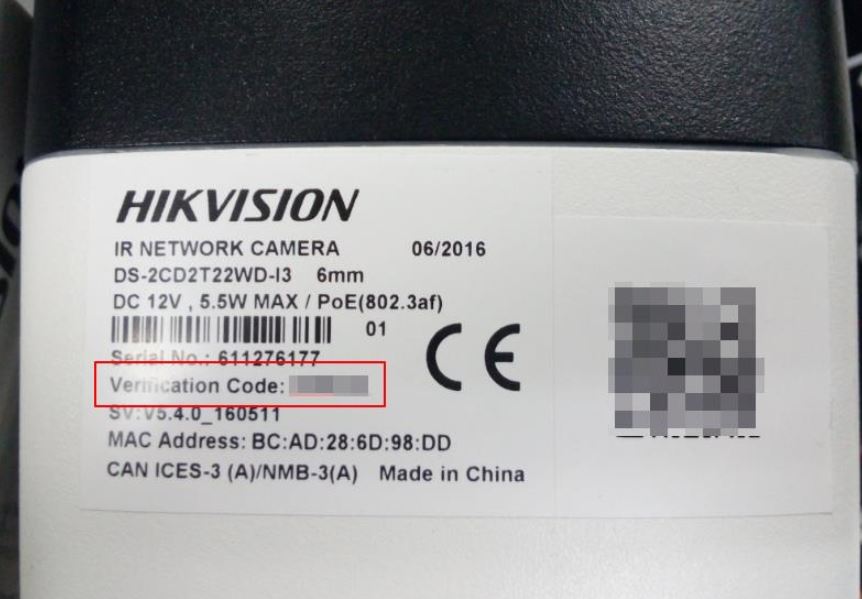 HIKVISION
IR NETWORK CAMERA 06/2016
DS-2CD2T22WD-I3 6mm
DC 12V , 5.5W MAX / PoE(802.3af)
01
CE
Serial No.: 611276177
Verification Code:
SV:V5.4.0_160511
MAC Address: BC:AD:28:6D:98:DD
CAN ICES-3 (A)/NMB-3(A) Made in China